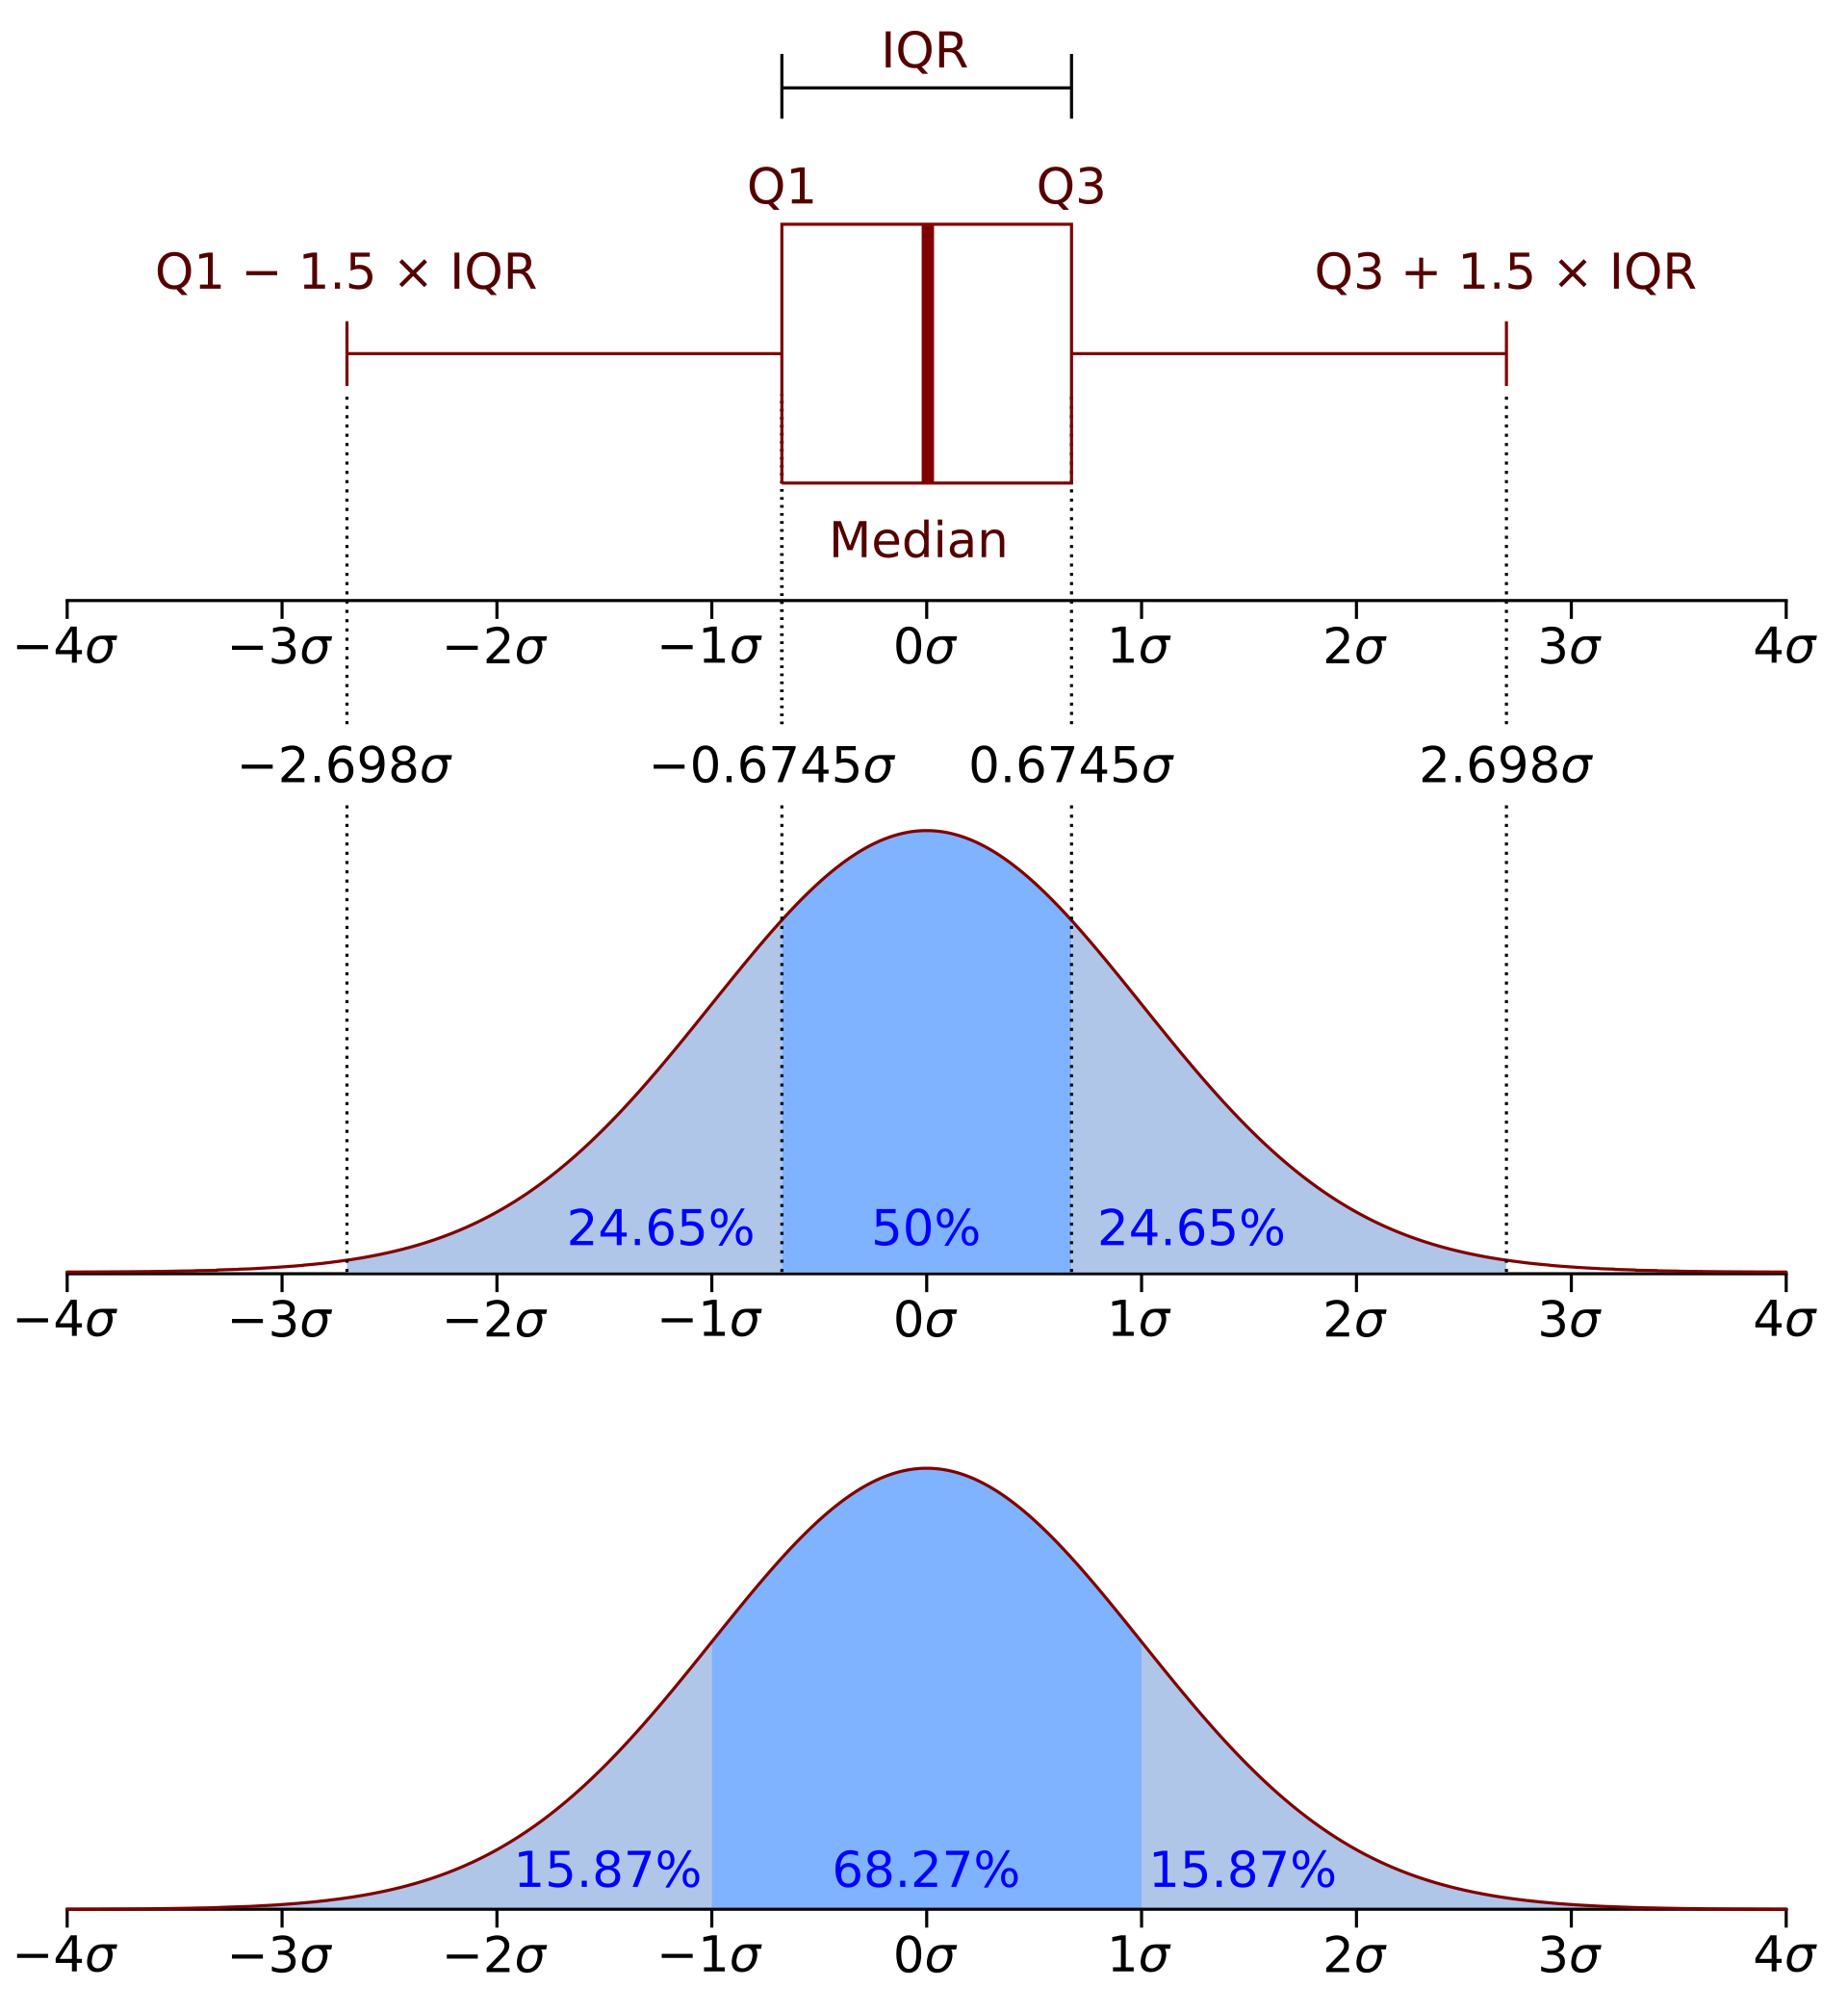 IQR
Q1 Q3
Q1 − 1.5 × IQR Q3 + 1.5 × IQR
Median
−4σ −3σ −2σ −1σ 0σ 1σ 2σ 3σ 4σ
−2.698σ −0.6745σ 0.6745σ 2.698σ
24.65% 50% 24.65%
−4σ −3σ −2σ −1σ 0σ 1σ 2σ 3σ 4σ
15.87% 68.27% 15.87%
−4σ −3σ −2σ −1σ 0σ 1σ 2σ 3σ 4σ